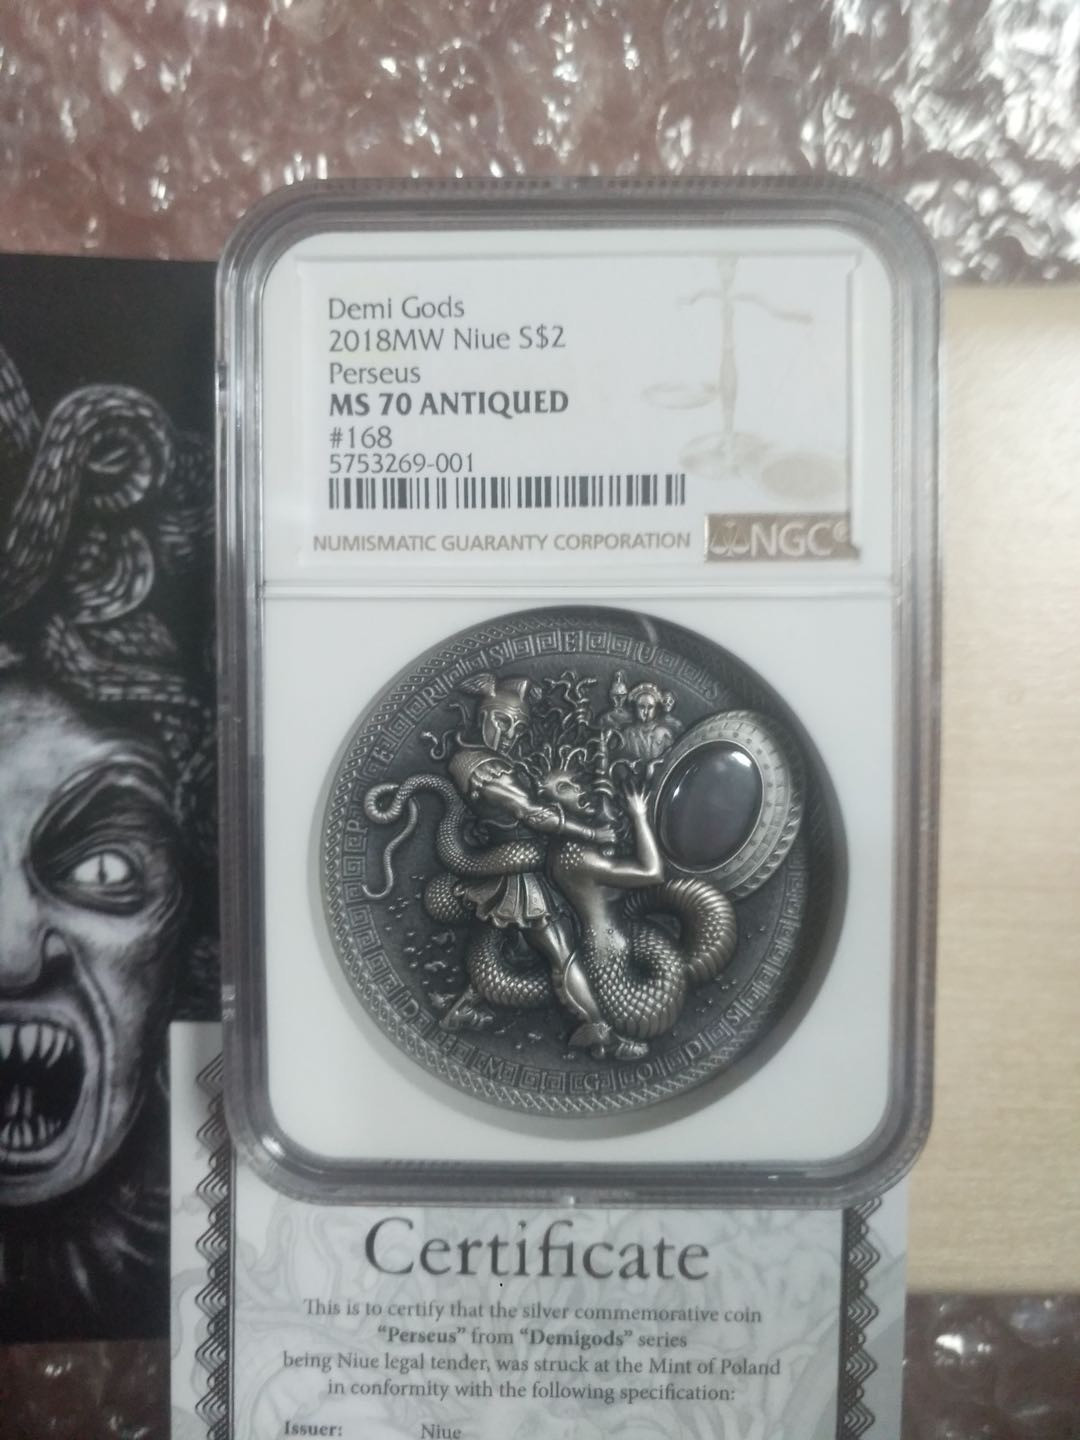 Demi Gods
2018MW Niue S$2
Perseus
MS 70 ANTIQUED
#168
5753269-001
NUMISMATIC GUARANTY CORPORATION NGC®
PERSEUS
DEMIGODS
Certificate
This is to certify that the silver commemorative coin
“Perseus” from “Demigods” series
being Niue legal tender, was struck at the Mint of Poland
in conformity with the following specification:
Issuer: Niue